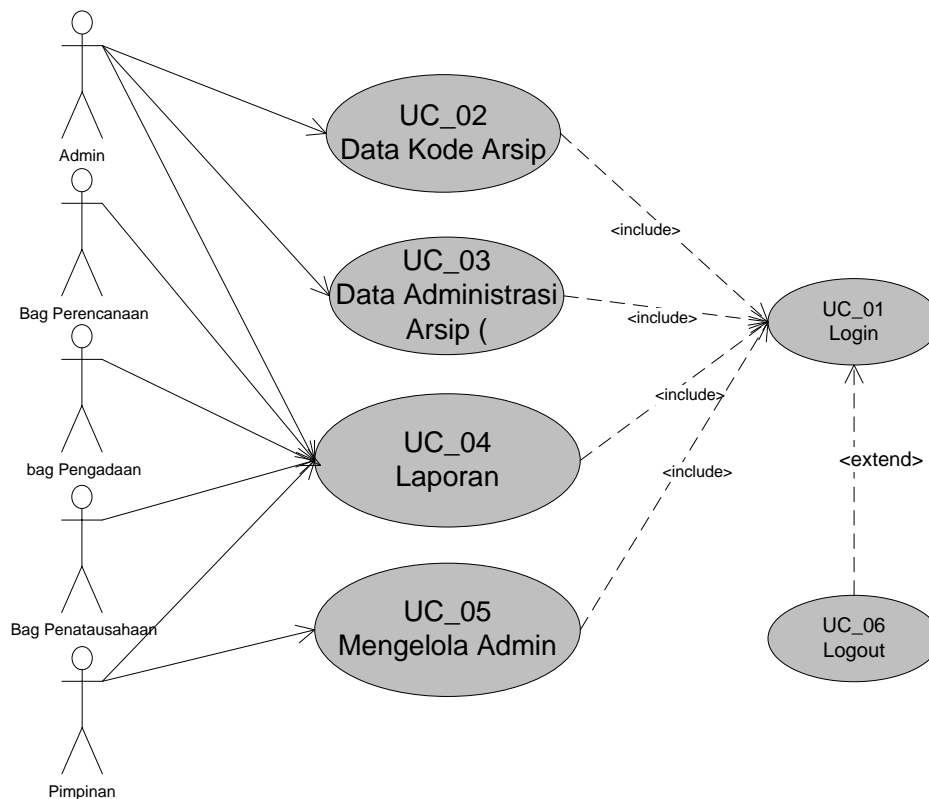 Admin
Bag Perencanaan
bag Pengadaan
Bag Penatausahaan
Pimpinan
UC_02
Data Kode Arsip
UC_03
Data Administrasi
Arsip (
UC_04
Laporan
UC_05
Mengelola Admin
<include>
<include>
<include>
<include>
UC_01
Login
<extend>
UC_06
Logout